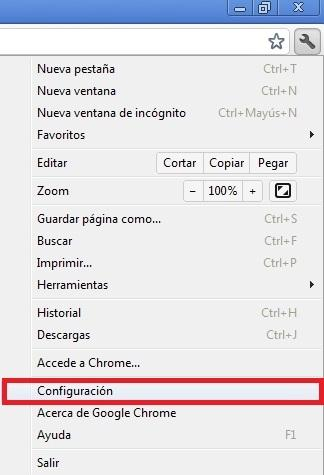 Nueva pestaña Ctrl+T
Nueva ventana Ctrl+N
Nueva ventana de incógnito Ctrl+Mayús+N
Favoritos
Editar Cortar Copiar Pegar
Zoom − 100% +
Guardar página como... Ctrl+S
Buscar Ctrl+F
Imprimir... Ctrl+P
Herramientas
Historial Ctrl+H
Descargas Ctrl+J
Accede a Chrome...
Configuración
Acerca de Google Chrome
Ayuda F1
Salir